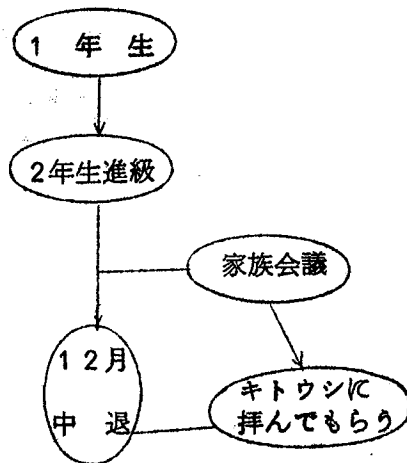 1 年 生
2年生進級
家族会議
12月
中 退
キトウシに
拝んでもらう